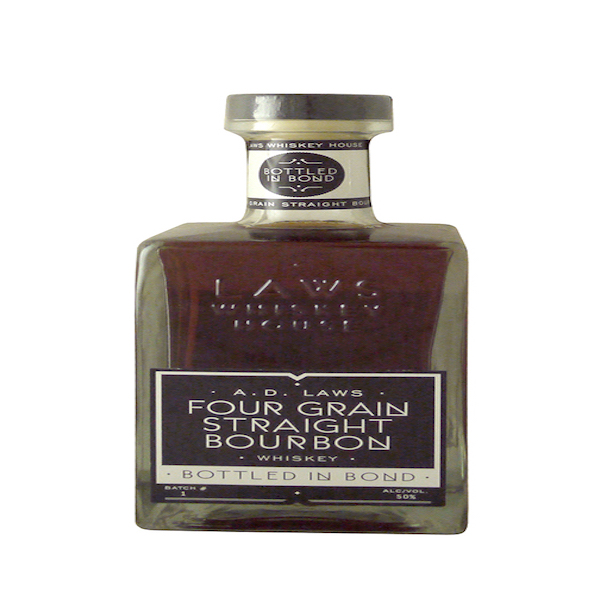 LAWS WHISKEY HOUSE
BOTTLED
IN BOND
GRAIN STRAIGHT
LAWS
WHISKEY
HOUSE
· A.D. LAWS ·
FOUR GRAIN
STRAIGHT
BOURBON
· WHISKEY ·
· BOTTLED IN BOND ·
BATCH # ALC/VOL.
1 50%